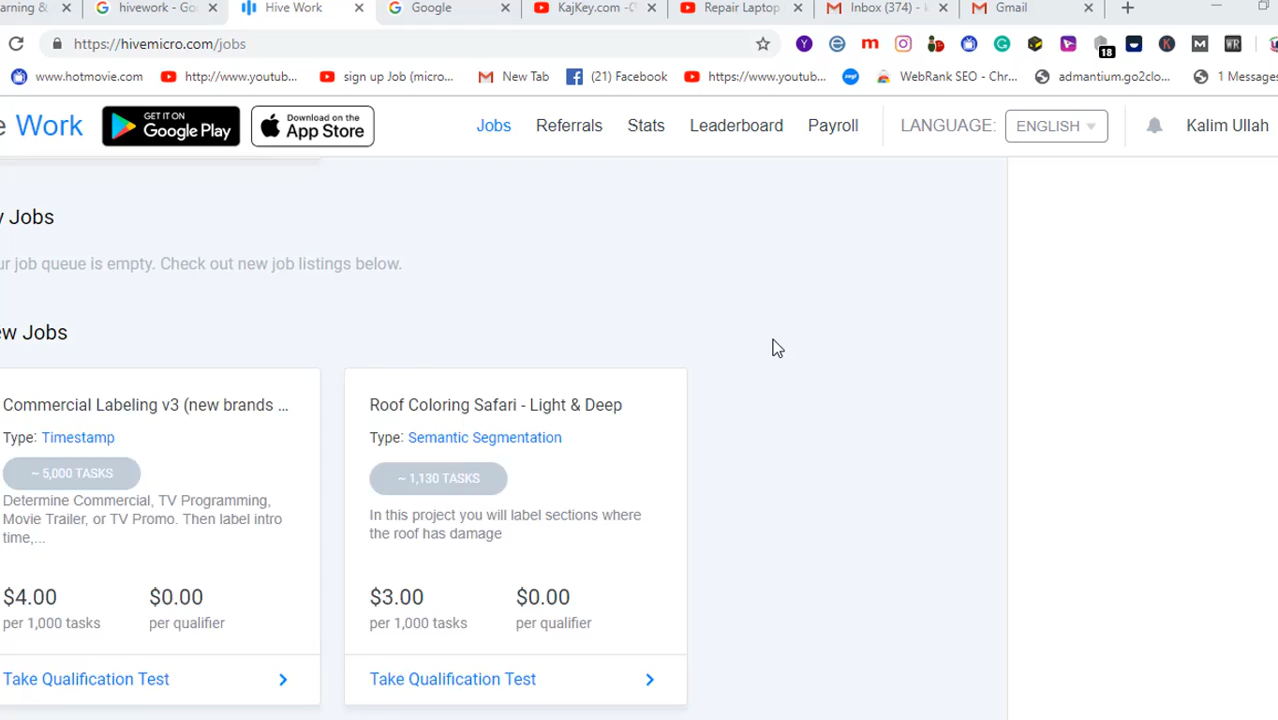 arning &
hivework - Go
Hive Work
Google
KajKey.com -
Repair Laptop
Inbox (374) - k
Gmail
https://hivemicro.com/jobs
18
WR
www.hotmovie.com
http://www.youtub...
sign up Job (micro...
New Tab
(21) Facebook
https://www.youtub...
WebRank SEO - Chr...
admantium.go2clo...
1 Messages
e Work
GET IT ON
Google Play
Download on the
App Store
Jobs
Referrals
Stats
Leaderboard
Payroll
LANGUAGE:
ENGLISH
Kalim Ullah
y Jobs
ur job queue is empty. Check out new job listings below.
ew Jobs
Commercial Labeling v3 (new brands ...
Type: Timestamp
~ 5,000 TASKS
Determine Commercial, TV Programming,
Movie Trailer, or TV Promo. Then label intro
time,...
$4.00
$0.00
per 1,000 tasks
per qualifier
Take Qualification Test
Roof Coloring Safari - Light & Deep
Type: Semantic Segmentation
~ 1,130 TASKS
In this project you will label sections where
the roof has damage
$3.00
$0.00
per 1,000 tasks
per qualifier
Take Qualification Test